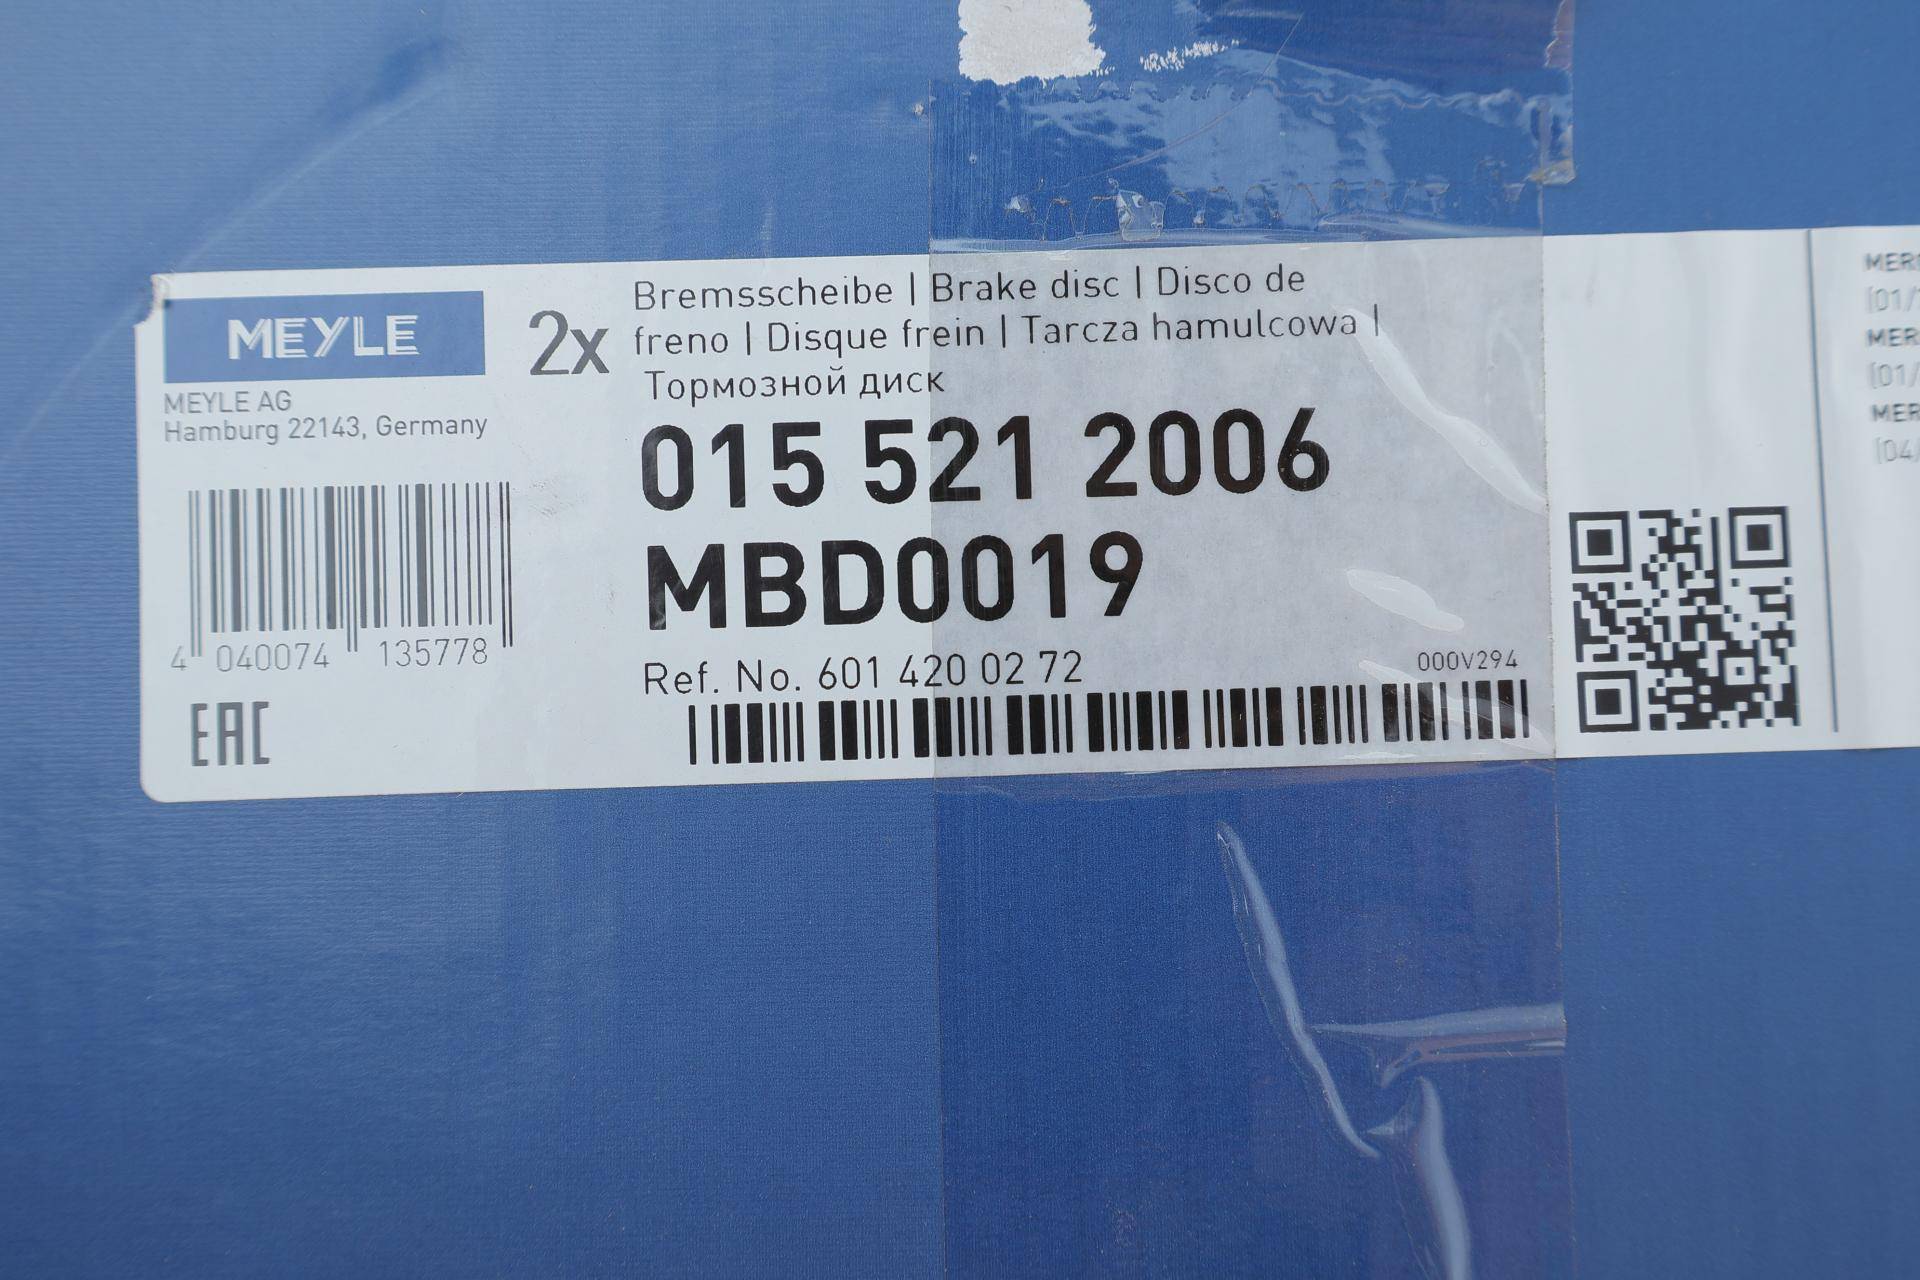 MEYLE
MEYLE AG
Hamburg 22143, Germany
4 040074 135778
EAC
2x
Bremsscheibe | Brake disc | Disco de
freno | Disque frein | Tarcza hamulcowa |
Тормозной диск
015 521 2006
MBD0019
Ref. No. 601 420 02 72
000V294